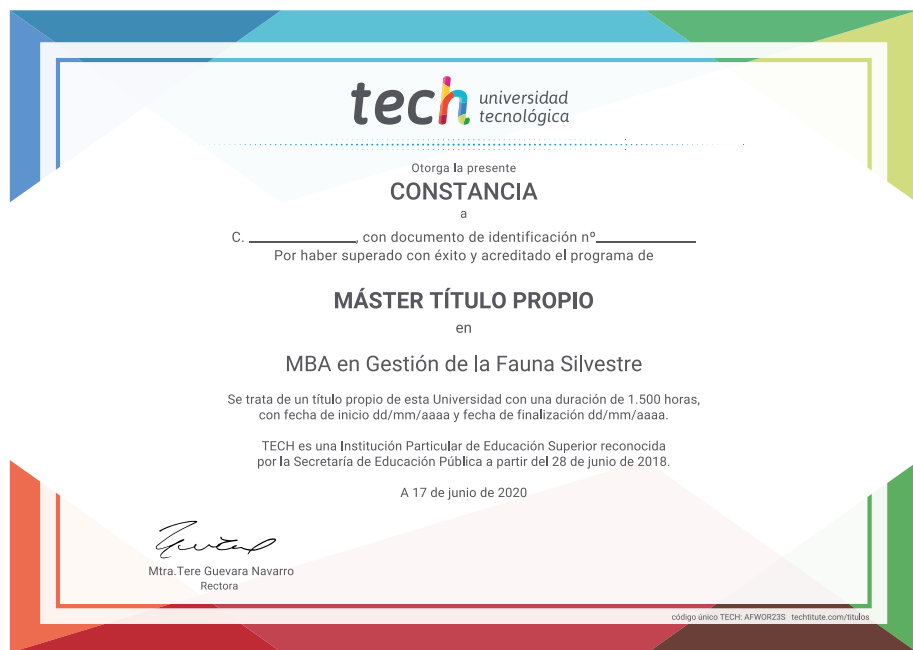 tech universidad
tecnológica
Otorga la presente
CONSTANCIA
a
C. ____________, con documento de identificación nº____________
Por haber superado con éxito y acreditado el programa de
MÁSTER TÍTULO PROPIO
en
MBA en Gestión de la Fauna Silvestre
Se trata de un título propio de esta Universidad con una duración de 1.500 horas,
con fecha de inicio dd/mm/aaaa y fecha de finalización dd/mm/aaaa.
TECH es una Institución Particular de Educación Superior reconocida
por la Secretaría de Educación Pública a partir del 28 de junio de 2018.
A 17 de junio de 2020
Mtra.Tere Guevara Navarro
Rectora
código único TECH: AFWOR23S techtitute.com/titulos